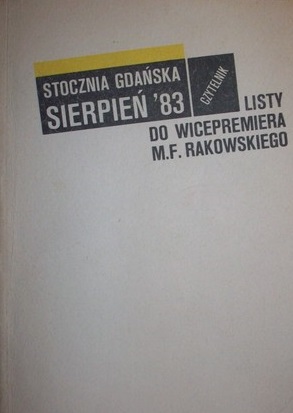 STOCZNIA GDAŃSKA
SIERPIEŃ '83
CZYTELNIK
LISTY
DO WICEPREMIERA
M.F. RAKOWSKIEGO